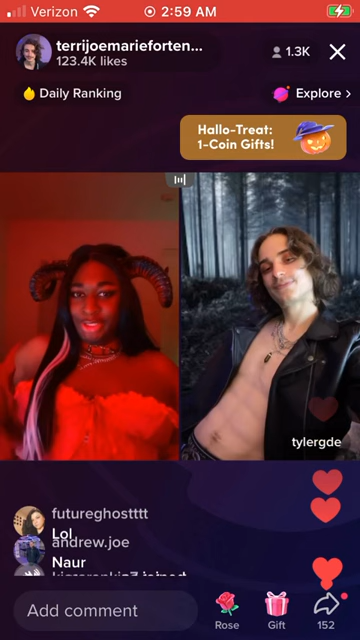 Verizon 2:59 AM
terrijoemarieforten...
123.4K likes
1.3K
Daily Ranking
Explore >
Hallo-Treat:
1-Coin Gifts!
tylergde
futureghostttt
Lol
andrew.joe
Naur
joined
Add comment
Rose
Gift
152